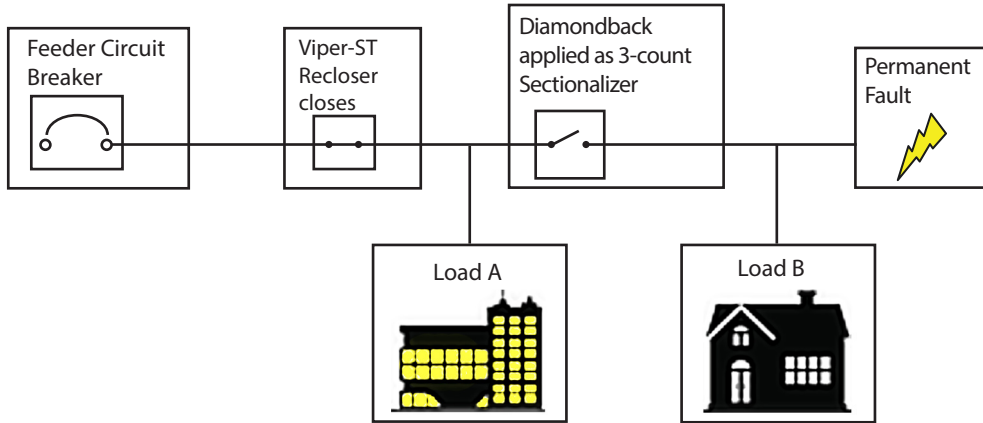 Feeder Circuit
Breaker
Viper-ST
Recloser
closes
Diamondback
applied as 3-count
Sectionalizer
Permanent
Fault
Load A
Load B